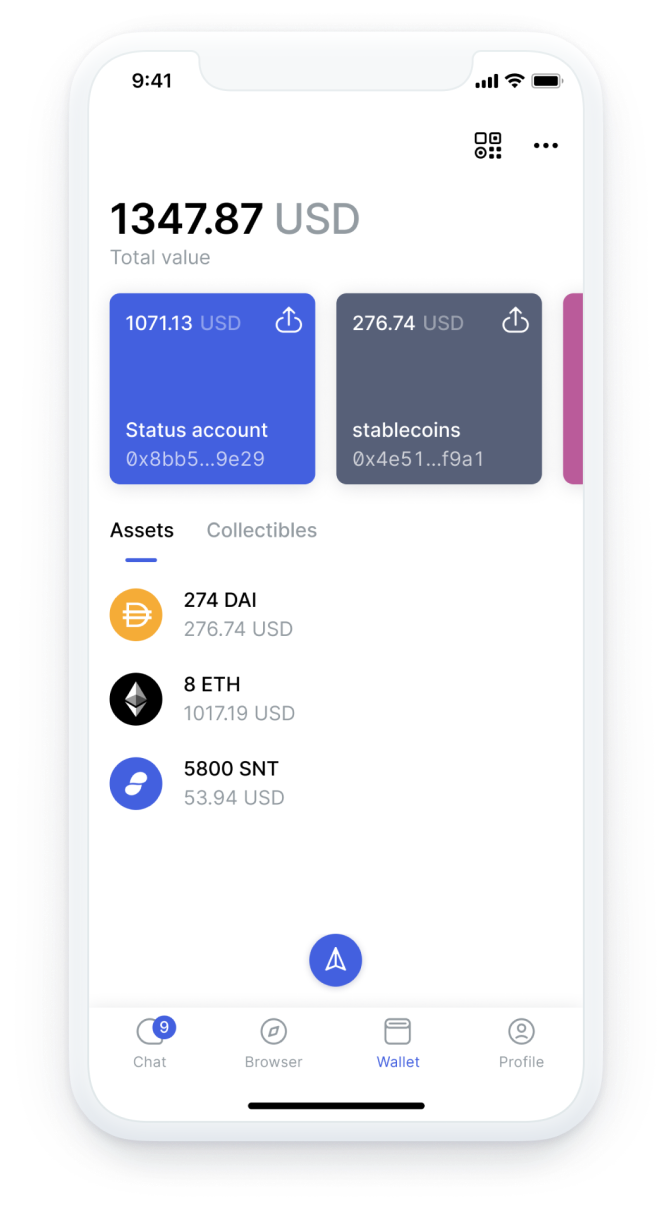 9:41
1347.87 USD
Total value
1071.13 USD
276.74 USD
Status account
0x8bb5...9e29
stablecoins
0x4e51...f9a1
Assets
Collectibles
274 DAI
276.74 USD
8 ETH
1017.19 USD
5800 SNT
53.94 USD
9
Chat
Browser
Wallet
Profile